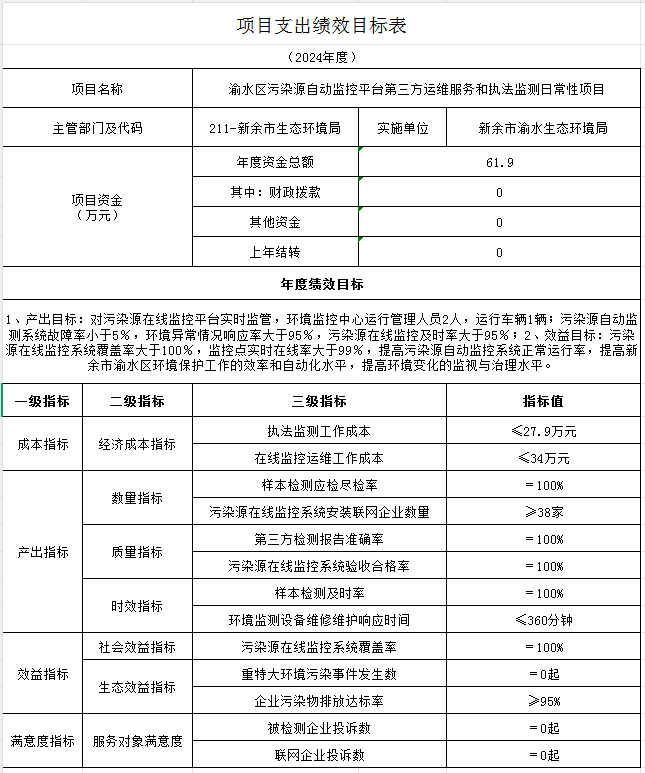 项目支出绩效目标表
（2024年度）
项目名称 渝水区污染源自动监控平台第三方运维服务和执法监测日常性项目
主管部门及代码 211-新余市生态环境局 实施单位 新余市渝水生态环境局
项目资金
（万元）
年度资金总额 61.9
其中：财政拨款 0
其他资金 0
上年结转 0
年度绩效目标
1、产出目标：对污染源在线监控平台实时监管，环境监控中心运行管理人员2人，运行车辆1辆；污染源自动监
测系统故障率小于5%，环境异常情况响应率大于95%，污染源在线监控及时率大于95%；2、效益目标：污染
源在线监控系统覆盖率大于100%，监控点实时在线率大于99%，提高污染源自动监控系统正常运行率，提高新
余市渝水区环境保护工作的效率和自动化水平，提高环境变化的监视与治理水平。
一级指标 二级指标 三级指标 指标值
成本指标 经济成本指标 执法监测工作成本 ≤27.9万元
在线监控运维工作成本 ≤34万元
产出指标 数量指标 样本检测应检尽检率 ＝100%
污染源在线监控系统安装联网企业数量 ≥38家
质量指标 第三方检测报告准确率 ＝100%
污染源在线监控系统验收合格率 ＝100%
时效指标 样本检测及时率 ＝100%
环境监测设备维修维护响应时间 ≤360分钟
效益指标 社会效益指标 污染源在线监控系统覆盖率 ＝100%
生态效益指标 重特大环境污染事件发生数 ＝0起
企业污染物排放达标率 ≥95%
满意度指标 服务对象满意度 被检测企业投诉数 ＝0起
联网企业投诉数 ＝0起